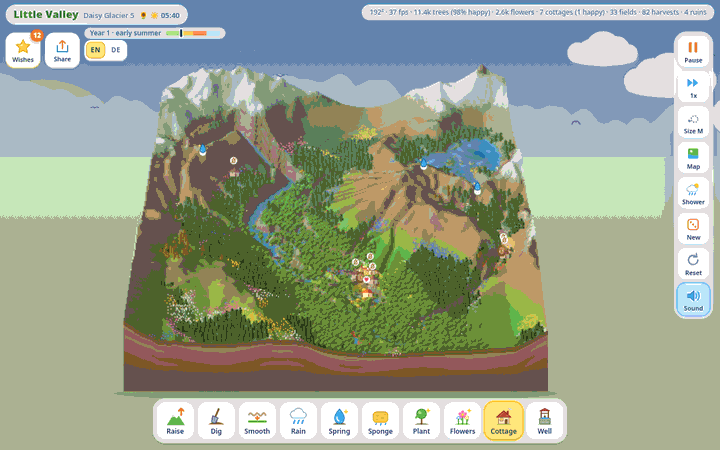 Little Valley Daisy Glacier 5 05:40
192² · 37 fps · 11.4k trees (98% happy) · 2.6k flowers · 7 cottages (1 happy) · 33 fields · 82 harvests · 4 ruins
Year 1 · early summer
12
Wishes
Share
EN DE
Pause
1x
Size M
Map
Shower
New
Reset
Sound
Raise Dig Smooth Rain Spring Sponge Plant Flowers Cottage Well